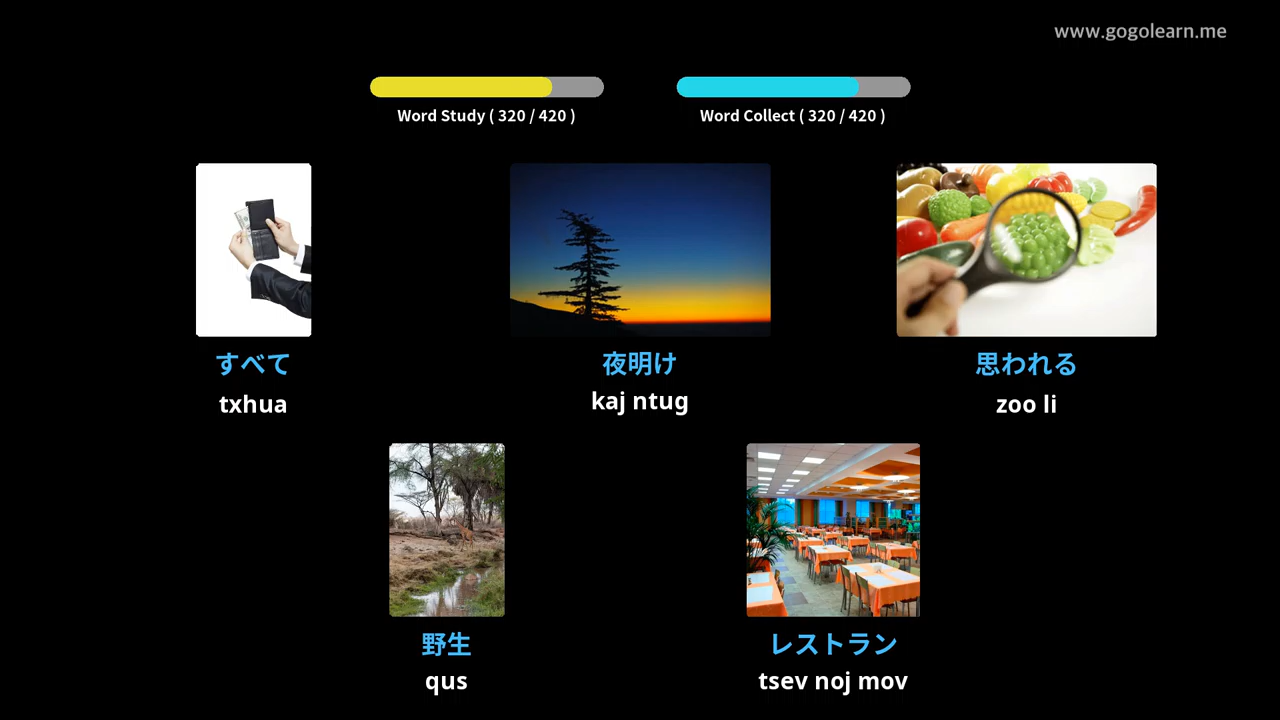 www.gogolearn.me
Word Study ( 320 / 420 )
Word Collect ( 320 / 420 )
すべて
txhua
夜明け
kaj ntug
思われる
zoo li
野生
qus
レストラン
tsev noj mov